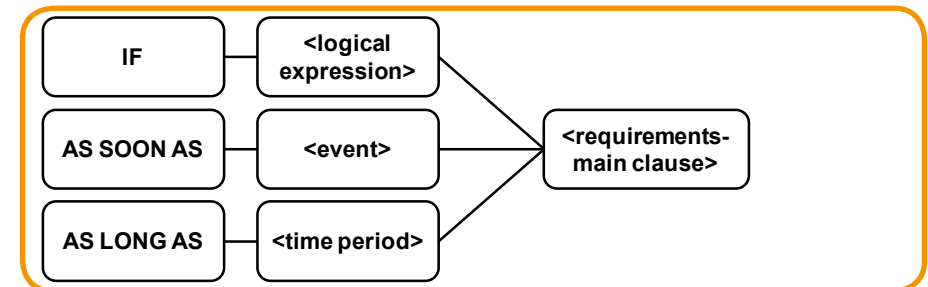 IF
<logical
expression>
AS SOON AS
<event>
<requirements-
main clause>
AS LONG AS
<time period>